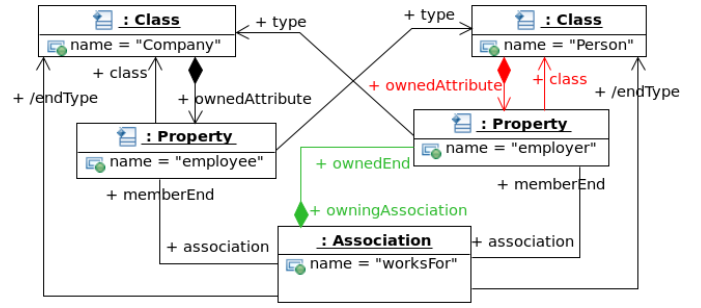 : Class
name = "Company"
+ type
+ type
: Class
name = "Person"
+ class
+ /endType
+ ownedAttribute
+ ownedAttribute
+ class
+ /endType
: Property
name = "employee"
: Property
name = "employer"
+ ownedEnd
+ memberEnd
+ memberEnd
+ owningAssociation
+ association
: Association
name = "worksFor"
+ association